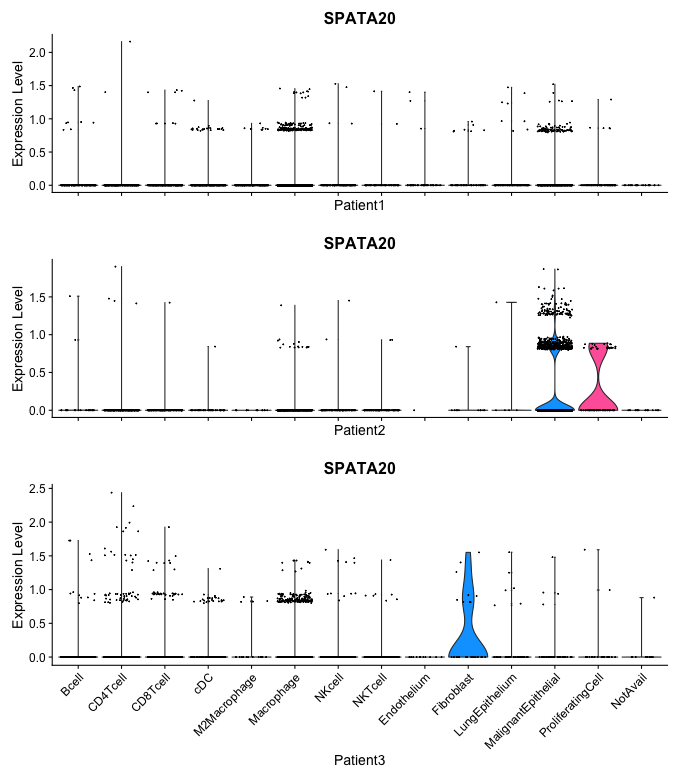 SPATA20
Expression Level
2.0
1.5
1.0
0.5
0.0
Patient1
SPATA20
Expression Level
1.5
1.0
0.5
0.0
Patient2
SPATA20
Expression Level
2.5
2.0
1.5
1.0
0.5
0.0
Bcell
CD4Tcell
CD8Tcell
cDC
M2Macrophage
Macrophage
NKcell
NKTcell
Endothelium
Fibroblast
LungEpithelium
MalignantEpithelial
ProliferatingCell
NotAvail
Patient3